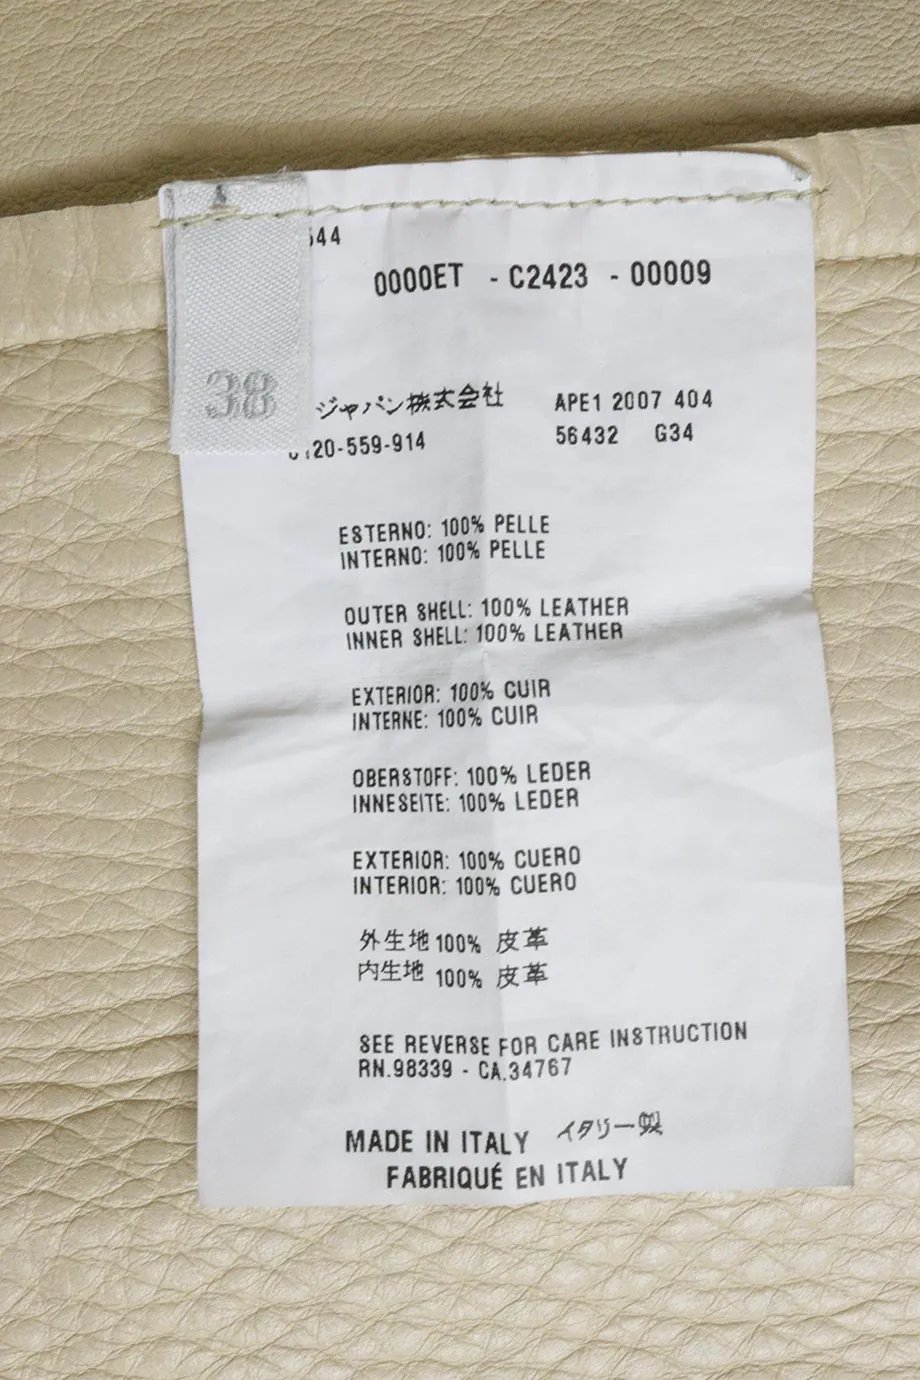 44
0000ET - C2423 - 00009
38
ジャパン株式会社 APE1 2007 404
20-559-914 56432 G34
ESTERNO: 100% PELLE
INTERNO: 100% PELLE
OUTER SHELL: 100% LEATHER
INNER SHELL: 100% LEATHER
EXTERIOR: 100% CUIR
INTERNE: 100% CUIR
OBERSTOFF: 100% LEDER
INNESEITE: 100% LEDER
EXTERIOR: 100% CUERO
INTERIOR: 100% CUERO
外生地 100% 皮革
内生地 100% 皮革
SEE REVERSE FOR CARE INSTRUCTION
RN.98339 - CA.34767
MADE IN ITALY イタリー製
FABRIQUÉ EN ITALY